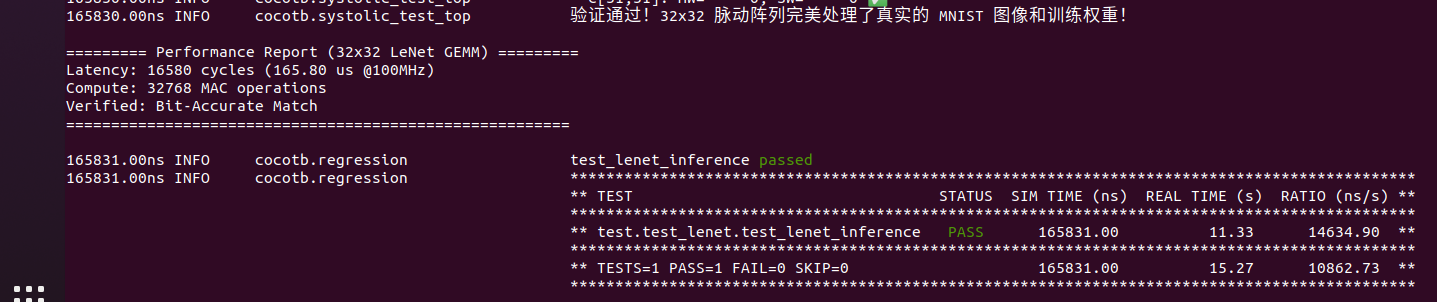 165830.00ns INFO     cocotb.systolic_test_top
165830.00ns INFO     cocotb.systolic_test_top           验证通过！32x32 脉动阵列完美处理了真实的 MNIST 图像和训练权重！
========= Performance Report (32x32 LeNet GEMM) =========
Latency: 16580 cycles (165.80 us @100MHz)
Compute: 32768 MAC operations
Verified: Bit-Accurate Match
========================================================
165831.00ns INFO     cocotb.regression                  test_lenet_inference passed
165831.00ns INFO     cocotb.regression                  **********************************************************************************************
** TEST                                STATUS  SIM TIME (ns)  REAL TIME (s)  RATIO (ns/s) **
**********************************************************************************************
** test.test_lenet.test_lenet_inference   PASS      165831.00          11.33      14634.90  **
**********************************************************************************************
** TESTS=1 PASS=1 FAIL=0 SKIP=0                     165831.00          15.27      10862.73  **
**********************************************************************************************